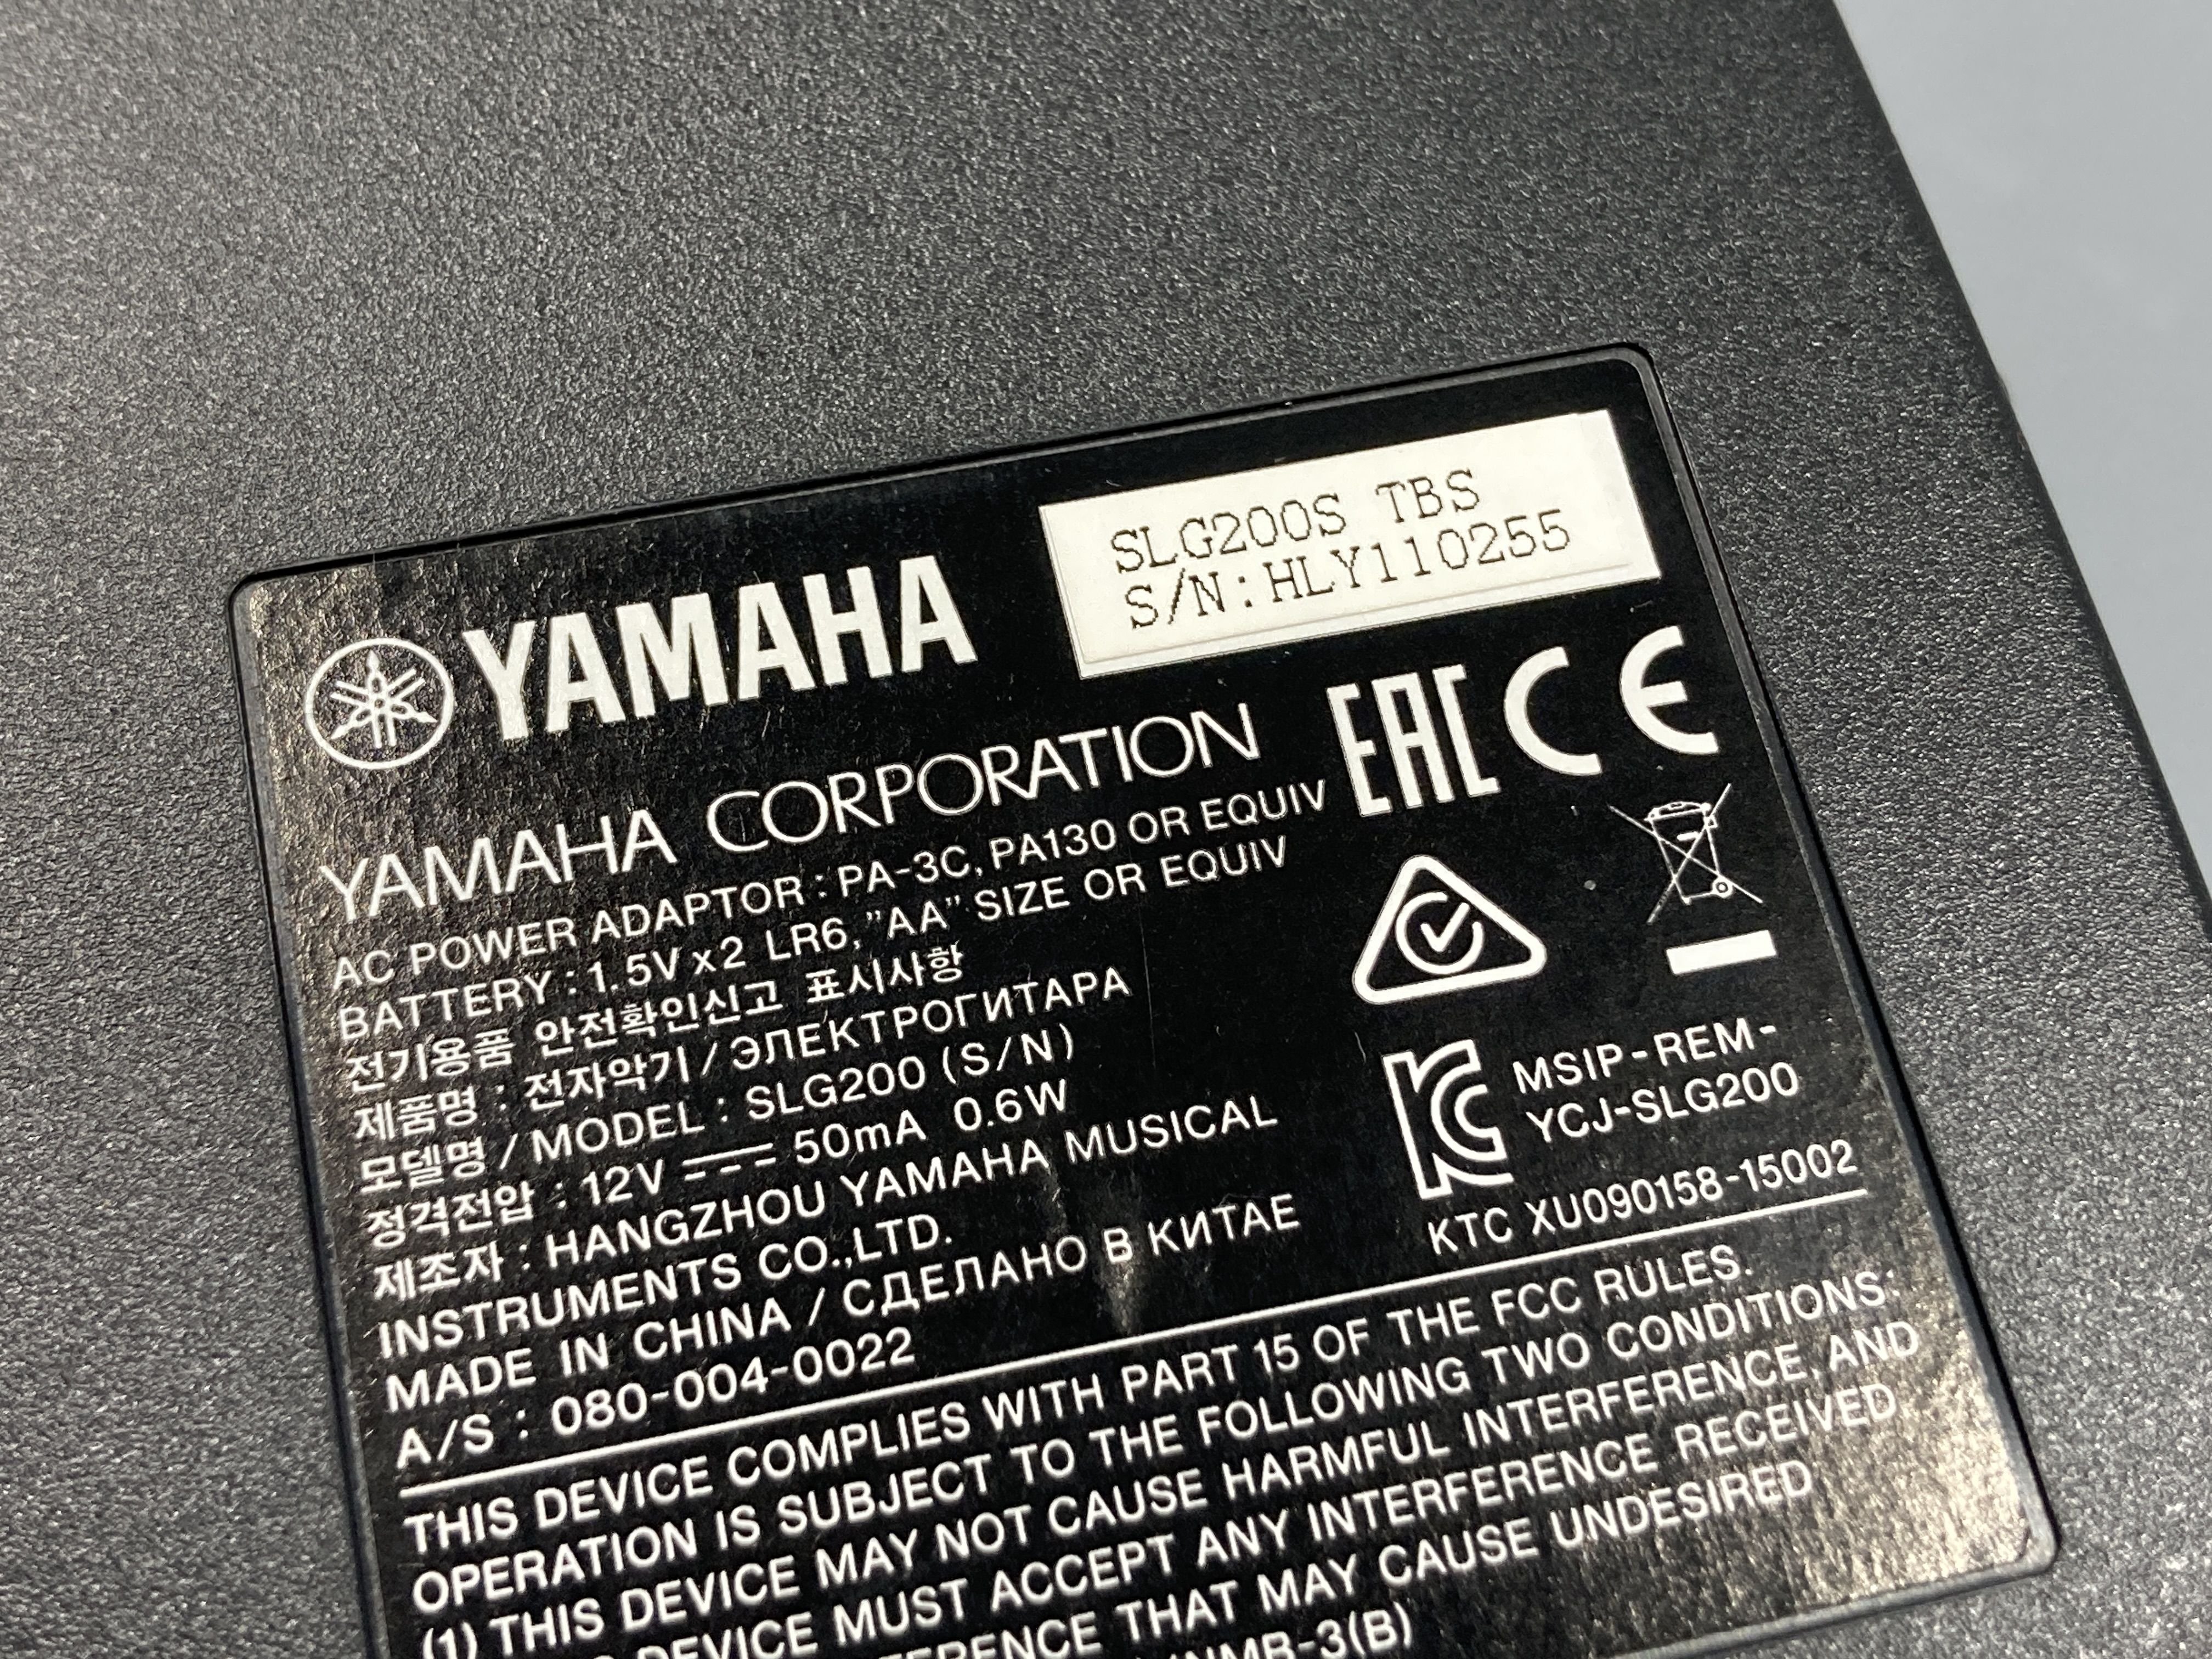 SLG200S TBS
S/N:HLY110255
YAMAHA
YAMAHA CORPORATION
EAC CE
AC POWER ADAPTOR : PA-3C, PA130 OR EQUIV
BATTERY : 1.5V x2 LR6, "AA" SIZE OR EQUIV
전기용품 안전확인신고 표시사항
제품명 : 전자악기 / ЭЛЕКТРОГИТАРА
모델명 / MODEL : SLG200 (S/N)
정격전압 : 12V ⎓ 50mA 0.6W
제조자 : HANGZHOU YAMAHA MUSICAL
INSTRUMENTS CO.,LTD.
MADE IN CHINA / СДЕЛАНО В КИТАЕ
A/S : 080-004-0022
MSIP-REM-
YCJ-SLG200
KTC XU090158-15002
THIS DEVICE COMPLIES WITH PART 15 OF THE FCC RULES.
OPERATION IS SUBJECT TO THE FOLLOWING TWO CONDITIONS:
(1) THIS DEVICE MAY NOT CAUSE HARMFUL INTERFERENCE, AND
DEVICE MUST ACCEPT ANY INTERFERENCE RECEIVED
THAT MAY CAUSE UNDESIRED
NMB-3(B)